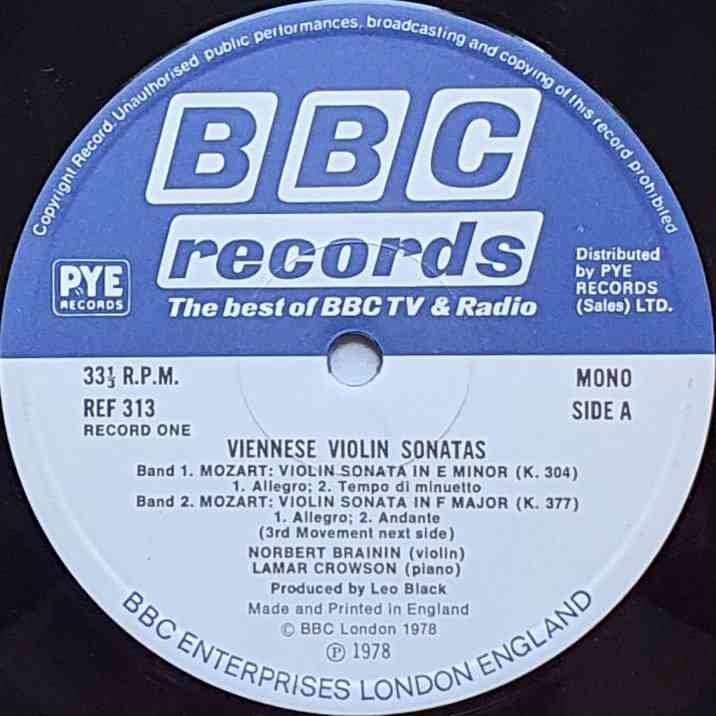 Copyright Record. Unauthorised public performances, broadcasting and copying of this record prohibited
BBC
records
The best of BBC TV & Radio
PYE
RECORDS
Distributed
by PYE
RECORDS
(Sales) LTD.
33⅓ R.P.M.
REF 313
RECORD ONE
MONO
SIDE A
VIENNESE VIOLIN SONATAS
Band 1. MOZART: VIOLIN SONATA IN E MINOR (K. 304)
1. Allegro; 2. Tempo di minuetto
Band 2. MOZART: VIOLIN SONATA IN F MAJOR (K. 377)
1. Allegro; 2. Andante
(3rd Movement next side)
NORBERT BRAININ (violin)
LAMAR CROWSON (piano)
Produced by Leo Black
Made and Printed in England
© BBC London 1978
℗ 1978
BBC ENTERPRISES LONDON ENGLAND